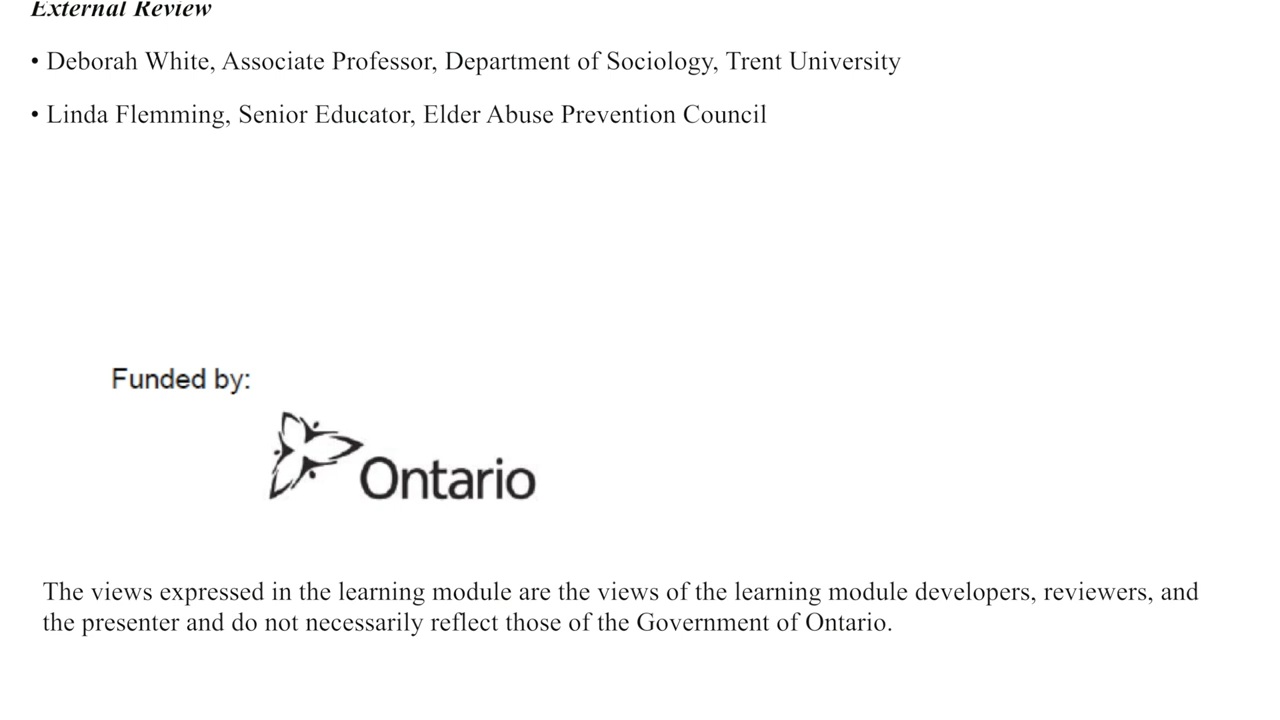 External Review
• Deborah White, Associate Professor, Department of Sociology, Trent University
• Linda Flemming, Senior Educator, Elder Abuse Prevention Council
Funded by:
Ontario
The views expressed in the learning module are the views of the learning module developers, reviewers, and
the presenter and do not necessarily reflect those of the Government of Ontario.